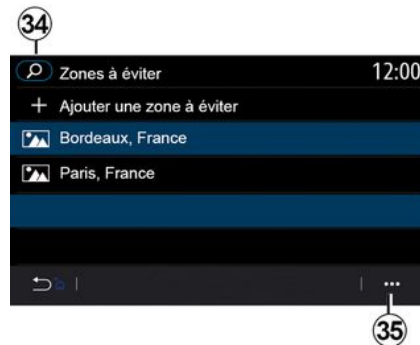 34
Zones à éviter 12:00
Ajouter une zone à éviter
Bordeaux, France
Paris, France
35